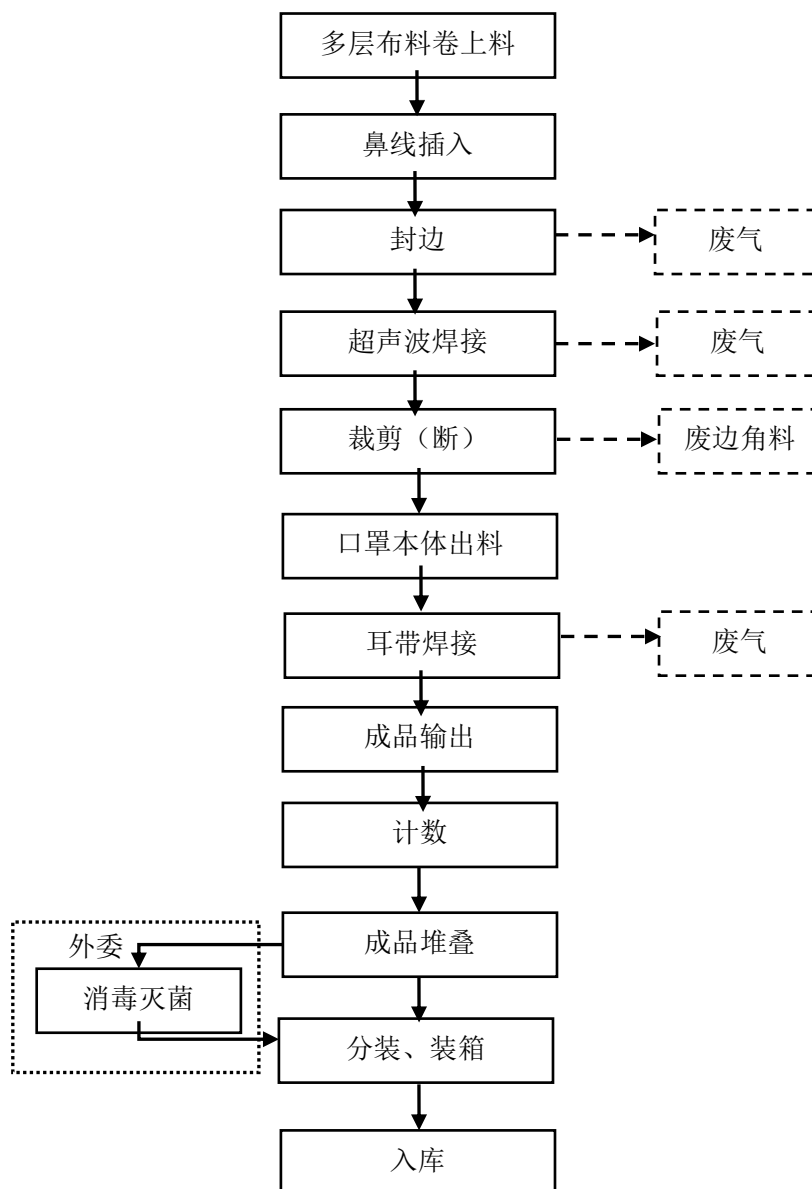 多层布料卷上料
鼻线插入
封边
废气
超声波焊接
废气
裁剪（断）
废边角料
口罩本体出料
耳带焊接
废气
成品输出
计数
成品堆叠
外委
消毒灭菌
分装、装箱
入库